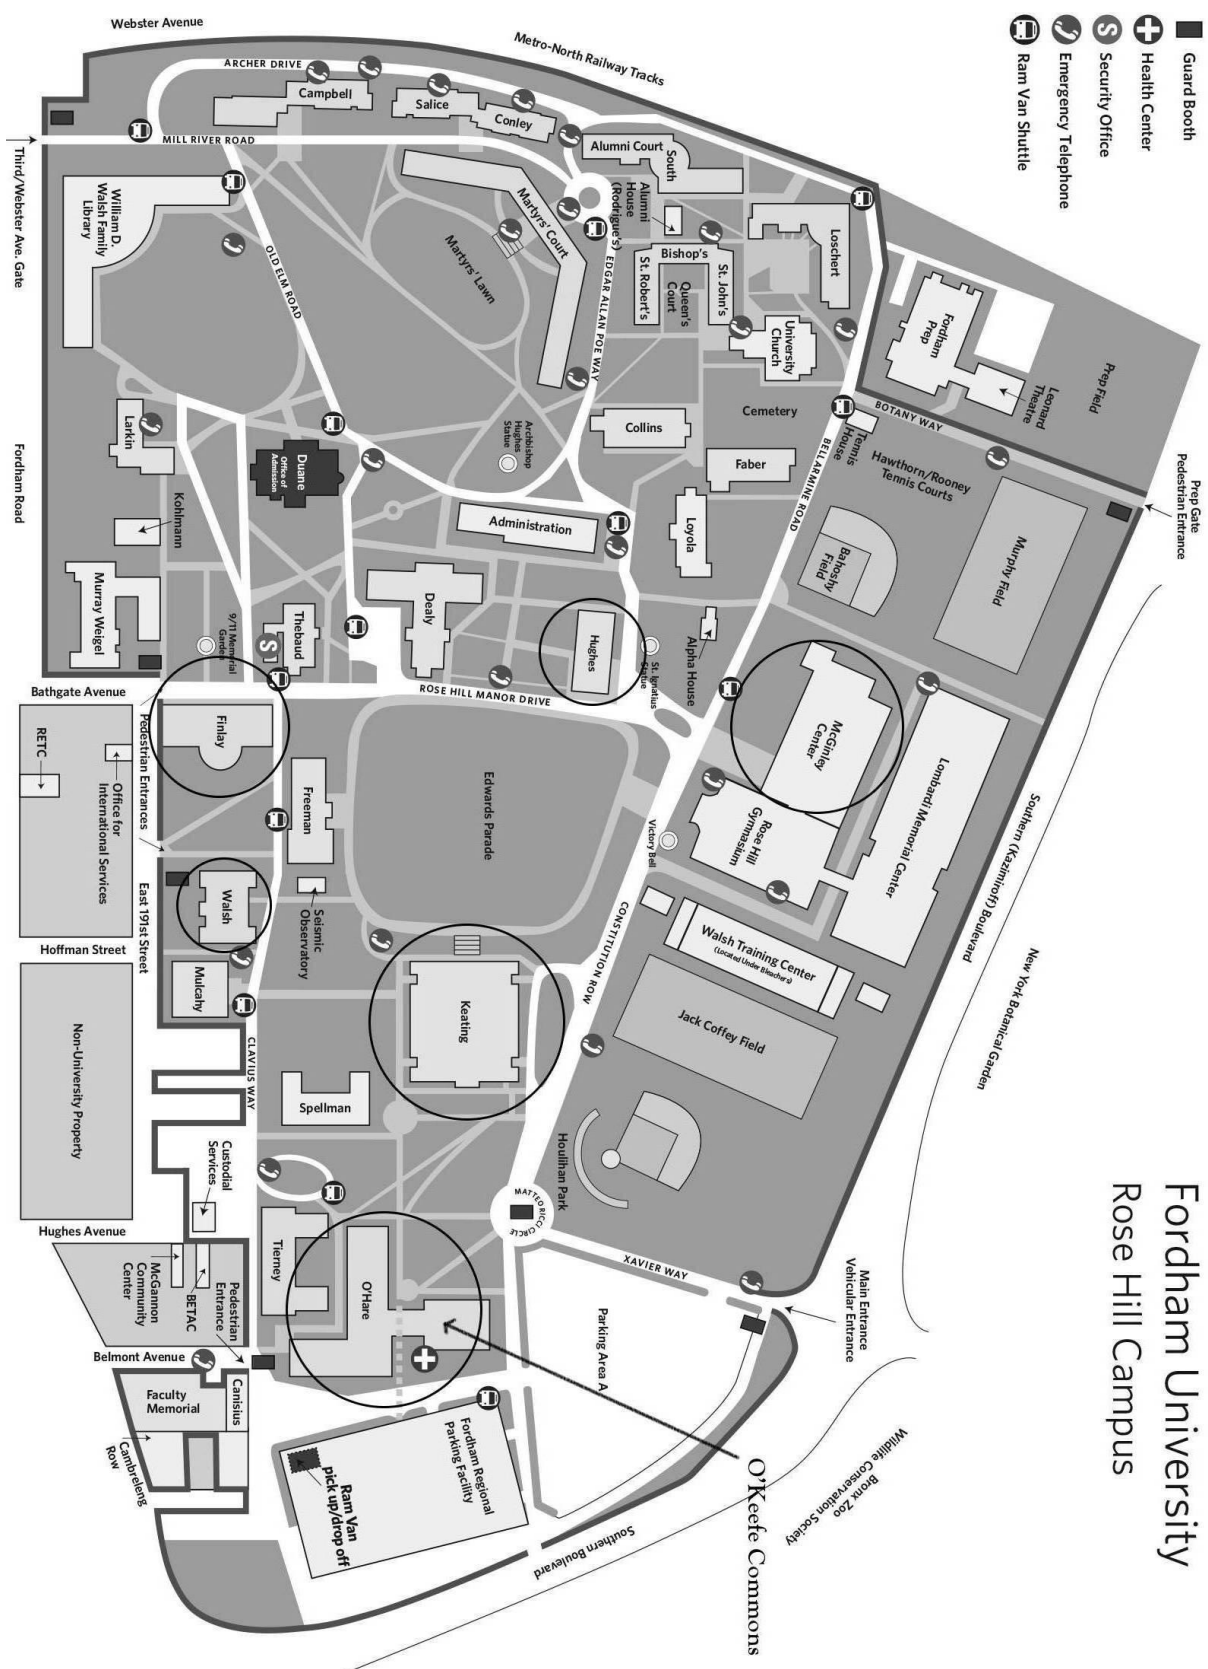 Fordham University
Rose Hill Campus
Guard Booth
Health Center
Security Office
Emergency Telephone
Ram Van Shuttle
Webster Avenue
Metro-North Railway Tracks
ARCHER DRIVE
Campbell
Salice
Conley
MILL RIVER ROAD
Third/Webster Ave. Gate
William D.
Walsh Family
Library
OLD ELM ROAD
Martyrs' Court
Martyrs' Lawn
Alumni Court
South
Alumni
House
(Rodrigue's)
Bishop's
St. Robert's
St. John's
Queen's
Court
EDGAR ALLAN POE WAY
Loschert
University
Church
Fordham
Prep
Leonard
Theatre
Prep Field
BOTANY WAY
Tennis
House
Hawthorn/Rooney
Tennis Courts
Prep Gate
Pedestrian Entrance
Cemetery
Collins
Faber
BELLARMINE ROAD
Archbishop
Hughes
Statue
Larkin
Duane
Office of
Admission
Fordham Road
Kohlmann
Administration
Loyola
Bahoshy
Field
Murphy Field
Murray Weigel
9/11 Memorial
Garden
Thebaud
S
Dealy
Hughes
St. Ignatius
Statue
Alpha House
McGinley
Center
Lombardi Memorial Center
Southern (Kazimiroff) Boulevard
New York Botanical Garden
Bathgate Avenue
ROSE HILL MANOR DRIVE
Pedestrian Entrances
Finlay
RETC
Office for
International Services
Freeman
Edwards Parade
Victory Bell
Rose Hill
Gymnasium
East 191st Street
Walsh
Seismic
Observatory
Hoffman Street
Mulcahy
Keating
CONSTITUTION ROW
Walsh Training Center
(Located Under Bleachers)
Jack Coffey Field
Non-University Property
CLAVIUS WAY
Spellman
Houlihan Park
Custodial
Services
MATTEO RICCI CIRCLE
Hughes Avenue
Tierney
O'Hare
XAVIER WAY
Main Entrance
Vehicular Entrance
McGannon
Community
Center
BETAC
Pedestrian
Entrance
Parking Area A
Belmont Avenue
Faculty
Memorial
Canisius
Cambreleng
Row
Fordham Regional
Parking Facility
Ram Van
pick up/drop off
O'Keefe Commons
Southern Boulevard
Bronx Zoo
Wildlife Conservation Society